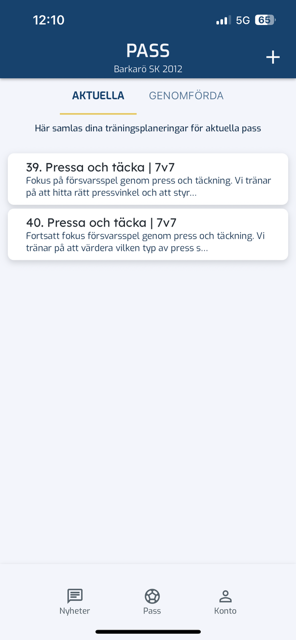 12:10
5G
65
PASS
Barkarö SK 2012
AKTUELLA
GENOMFÖRDA
Här samlas dina träningsplaneringar för aktuella pass
39. Pressa och täcka | 7v7
Fokus på försvarsspel genom press och täckning. Vi tränar
på att hitta rätt pressvinkel och att styr...
40. Pressa och täcka | 7v7
Fortsatt fokus försvarsspel genom press och täckning. Vi
tränar på att värdera vilken typ av press s...
Nyheter
Pass
Konto